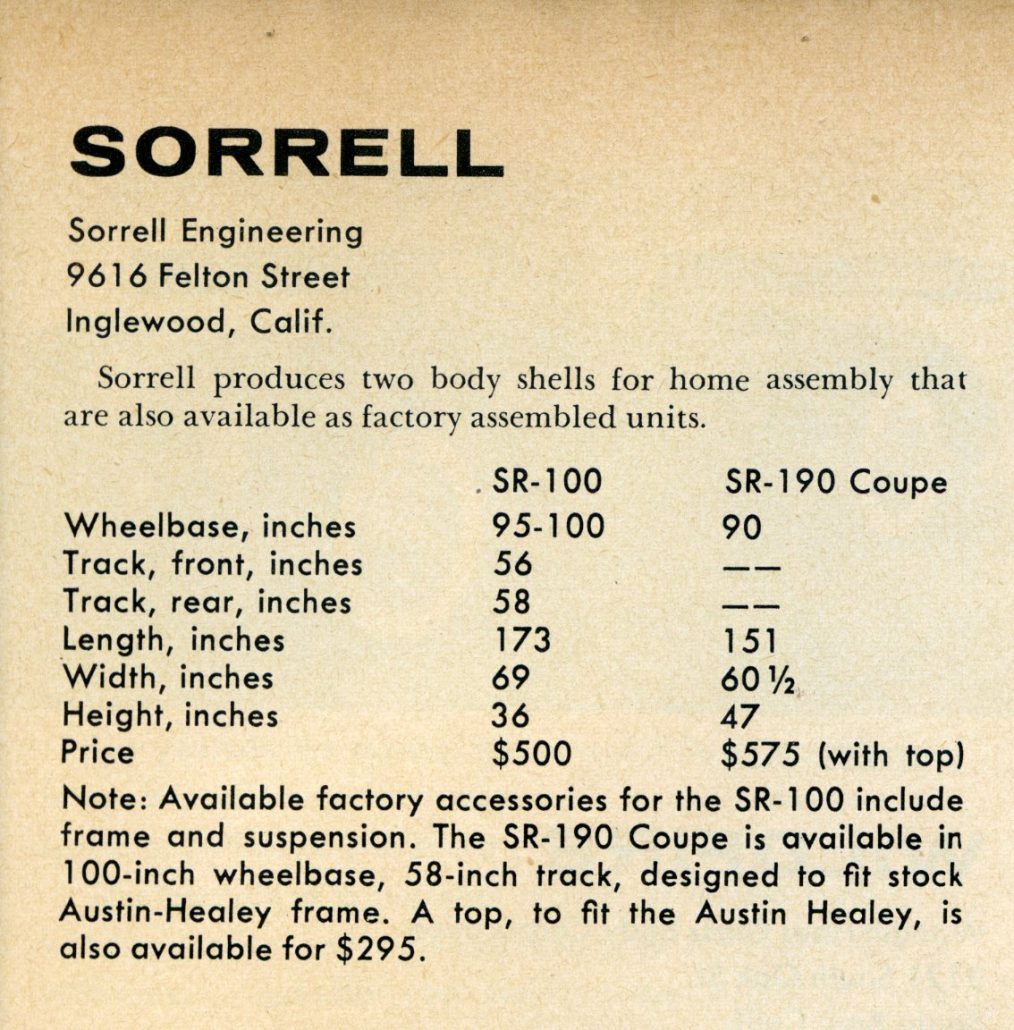 SORRELL
Sorrell Engineering
9616 Felton Street
Inglewood, Calif.
Sorrell produces two body shells for home assembly that
are also available as factory assembled units.
SR-100 SR-190 Coupe
Wheelbase, inches 95-100 90
Track, front, inches 56 ——
Track, rear, inches 58 ——
Length, inches 173 151
Width, inches 69 60 ½
Height, inches 36 47
Price $500 $575 (with top)
Note: Available factory accessories for the SR-100 include
frame and suspension. The SR-190 Coupe is available in
100-inch wheelbase, 58-inch track, designed to fit stock
Austin-Healey frame. A top, to fit the Austin Healey, is
also available for $295.